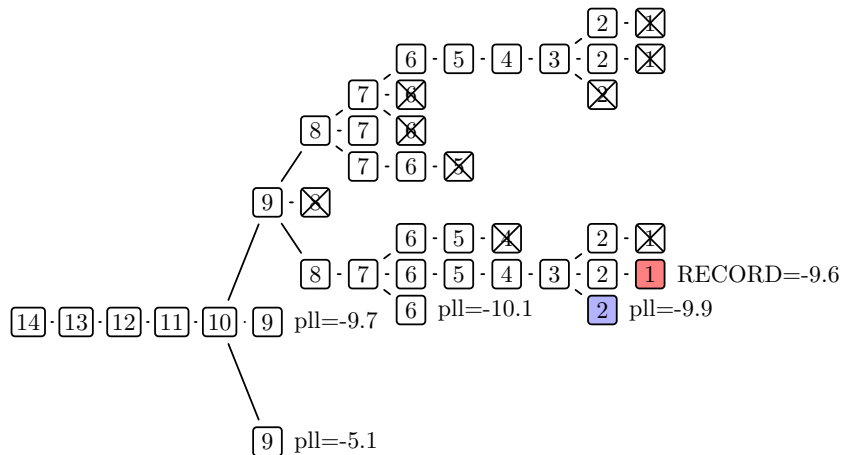 2 1
6 5 4 3 2 1
7 6 2
8 7 6
7 6 5
9 8
6 5 4 2 1
8 7 6 5 4 3 2 1 RECORD=-9.6
6 pll=-10.1 2 pll=-9.9
14 13 12 11 10 9 pll=-9.7
9 pll=-5.1